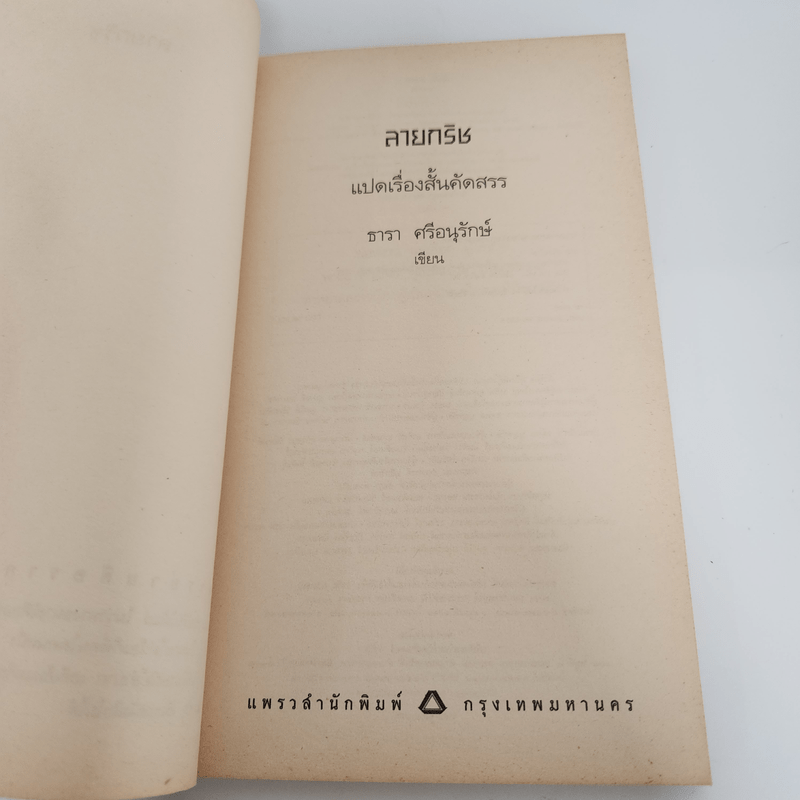 ลายกริช
แปดเรื่องสั้นคัดสรร
ธารา ศรีอนุรักษ์
เขียน
แพรวสำนักพิมพ์ กรุงเทพมหานคร